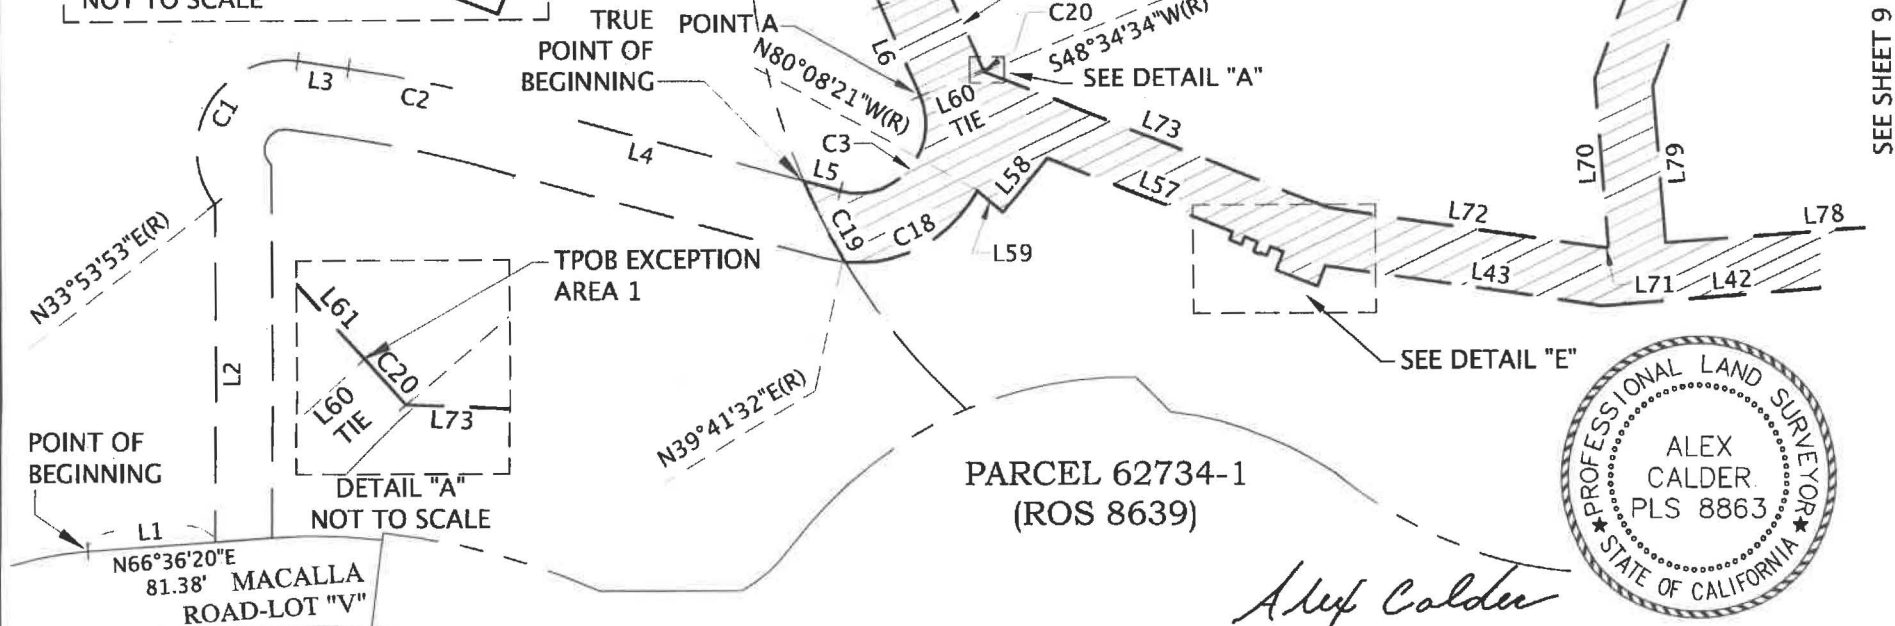 NOT TO SCALE
TRUE
POINT OF
BEGINNING
POINT A
L6
C20
S48°34'34"W(R)
SEE DETAIL "A"
N80°08'21"W(R)
L60
TIE
L73
C3
L5
L58
L57
C19
C18
L59
L3
C2
C1
L4
N33°53'53"E(R)
L2
TPOB EXCEPTION
AREA 1
L61
C20
L60
TIE
L73
DETAIL "A"
NOT TO SCALE
POINT OF
BEGINNING
L1
N66°36'20"E
81.38'
MACALLA
ROAD-LOT "V"
N39°41'32"E(R)
L70
L79
L72
L78
L43
L71
L42
SEE DETAIL "E"
SEE SHEET 9
PARCEL 62734-1
(ROS 8639)
PROFESSIONAL LAND SURVEYOR
ALEX
CALDER
PLS 8863
STATE OF CALIFORNIA
Alex Calder